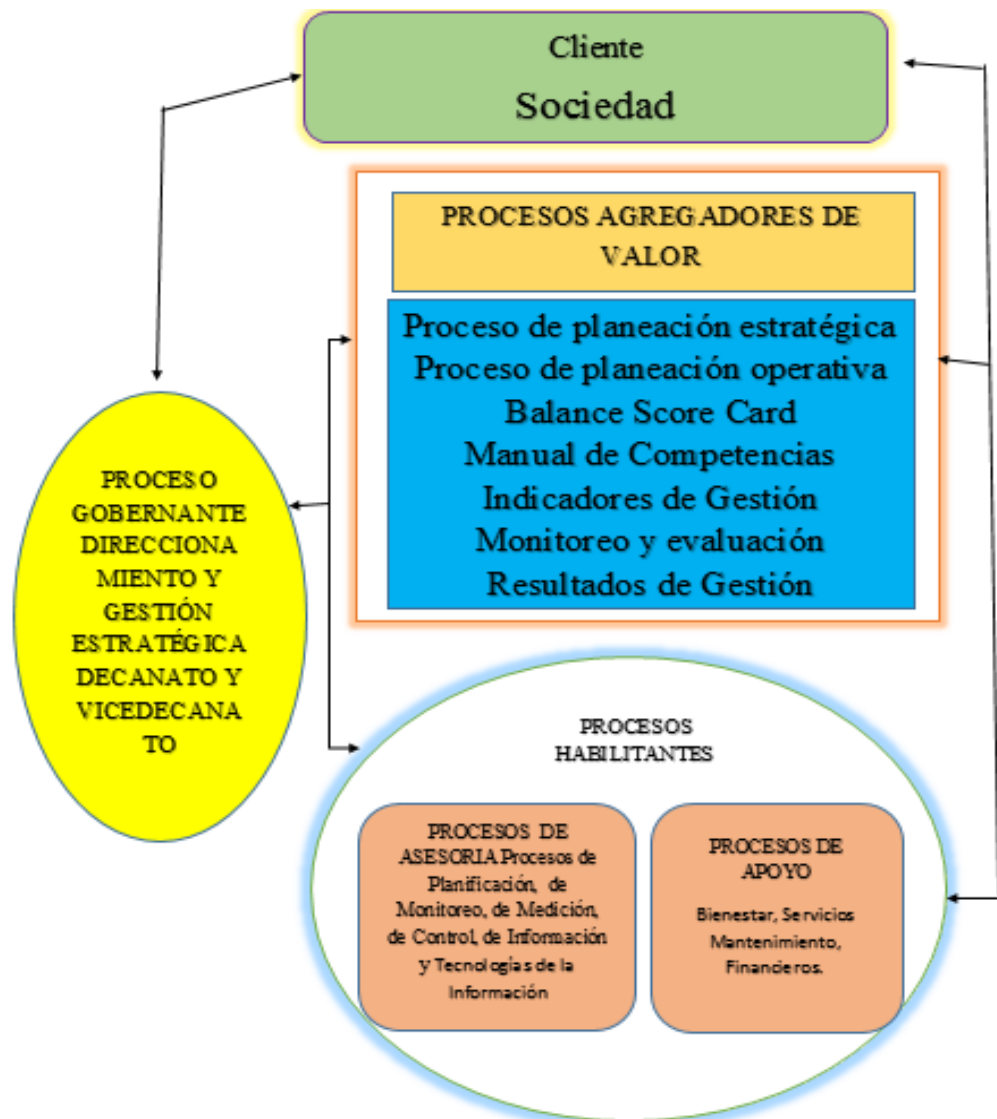 Cliente
Sociedad
PROCESOS AGREGADORES DE
VALOR
Proceso de planeación estratégica
Proceso de planeación operativa
Balance Score Card
Manual de Competencias
Indicadores de Gestión
Monitoreo y evaluación
Resultados de Gestión
PROCESO
GOBERNANTE
DIRECCIONA
MIENTO Y
GESTIÓN
ESTRATÉGICA
DECANATO Y
VICEDECANA
TO
PROCESOS
HABILITANTES
PROCESOS DE
ASESORIA Procesos de
Planificación, de
Monitoreo, de Medición,
de Control, de Información
y Tecnologías de la
Información
PROCESOS DE
APOYO
Bienestar, Servicios
Mantenimiento,
Financieros.